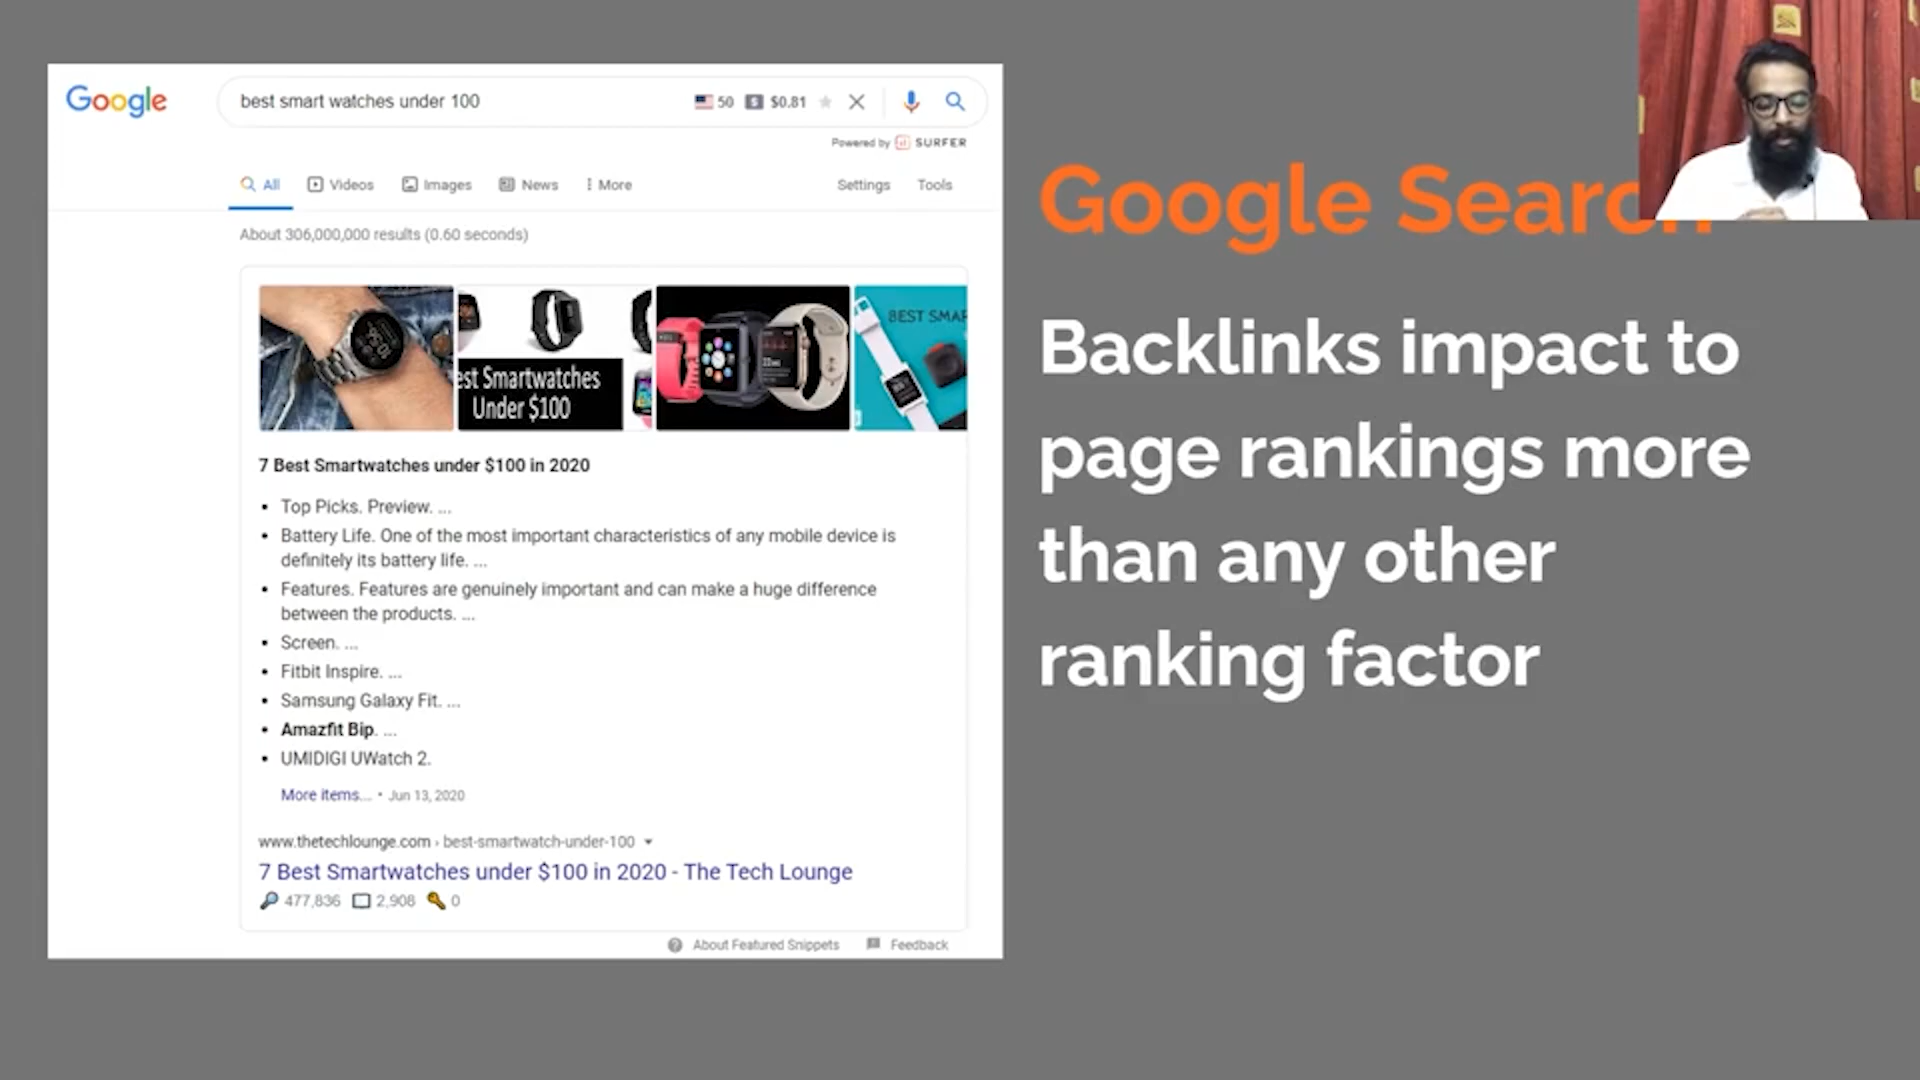 Google
best smart watches under 100
50 $0.81
Powered by SURFER
All Videos Images News More
Settings Tools
About 306,000,000 results (0.60 seconds)
est Smartwatches
Under $100
BEST SMAR
7 Best Smartwatches under $100 in 2020
• Top Picks. Preview. ...
• Battery Life. One of the most important characteristics of any mobile device is
definitely its battery life. ...
• Features. Features are genuinely important and can make a huge difference
between the products. ...
• Screen. ...
• Fitbit Inspire. ...
• Samsung Galaxy Fit. ...
• Amazfit Bip. ...
• UMIDIGI UWatch 2.
More items... • Jun 13, 2020
www.thetechlounge.com › best-smartwatch-under-100
7 Best Smartwatches under $100 in 2020 - The Tech Lounge
477,836 2,908 0
About Featured Snippets Feedback
Google Search
Backlinks impact to
page rankings more
than any other
ranking factor